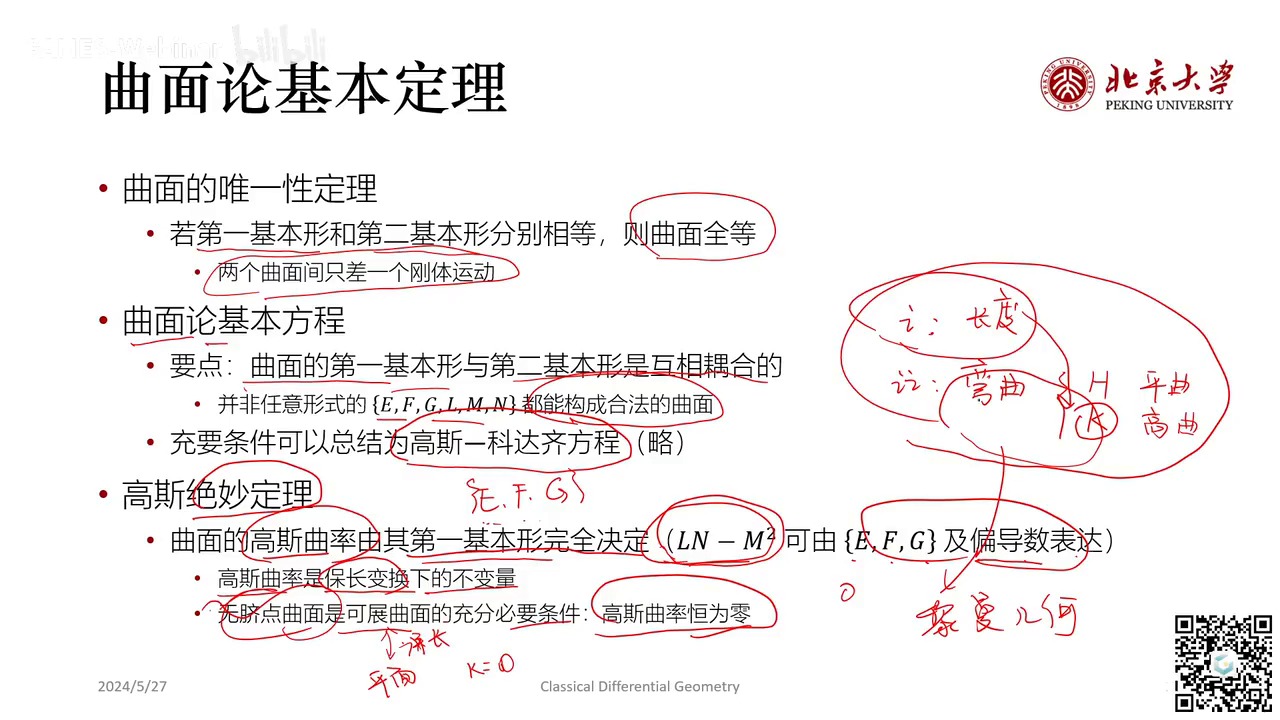 bilibili
曲面论基本定理
北京大学
PEKING UNIVERSITY
• 曲面的唯一性定理
• 若第一基本形和第二基本形分别相等，则曲面全等
• 两个曲面间只差一个刚体运动
• 曲面论基本方程
• 要点：曲面的第一基本形与第二基本形是互相耦合的
• 并非任意形式的 {E, F, G, L, M, N} 都能构成合法的曲面
• 充要条件可以总结为高斯—科达齐方程（略）
{E. F. G}
• 高斯绝妙定理
• 曲面的高斯曲率由其第一基本形完全决定（LN − M² 可由 {E, F, G} 及偏导数表达）
• 高斯曲率是保长变换下的不变量
• 无脐点曲面是可展曲面的充分必要条件：高斯曲率恒为零
i: 长度
ii: 弯曲
H 平曲
K 高曲
0
黎曼几何
保长
平面
K=0
2024/5/27
Classical Differential Geometry